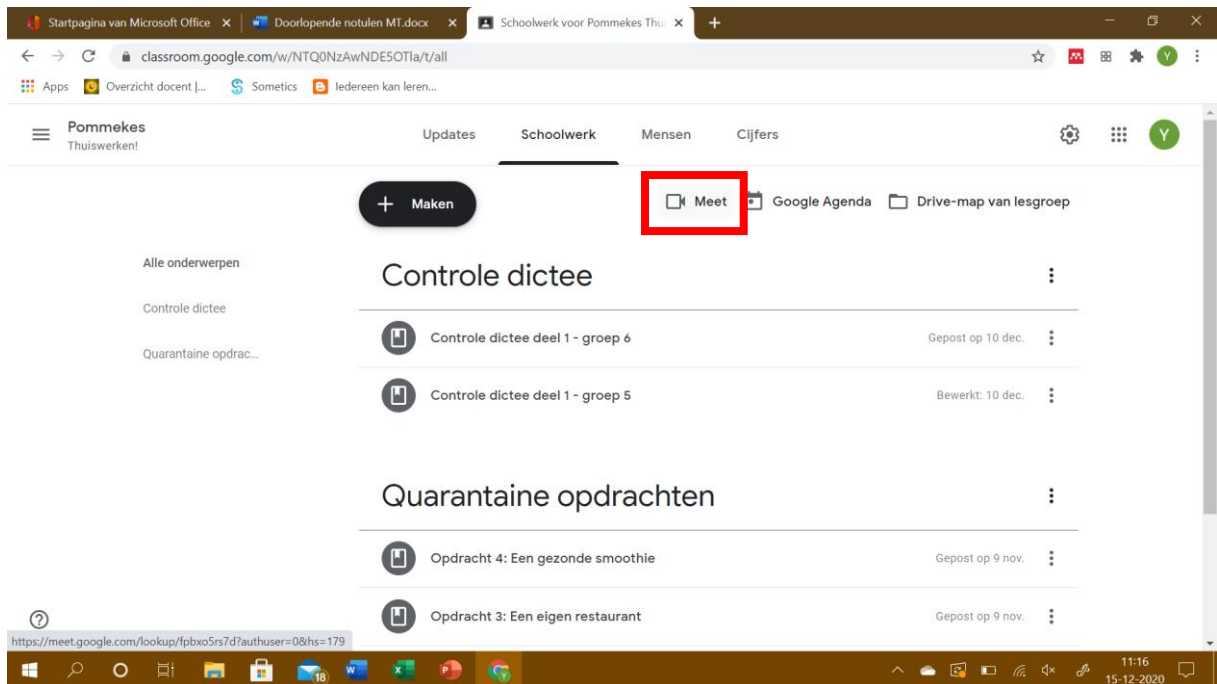 Startpagina van Microsoft Office
Doorlopende notulen MT.docx
Schoolwerk voor Pommekes Thui
classroom.google.com/w/NTQ0NzAwNDE5OTla/t/all
Y
Apps
Overzicht docent |...
Sometics
Iedereen kan leren...
Pommekes
Thuiswerken!
Updates
Schoolwerk
Mensen
Cijfers
Y
+ Maken
Meet
Google Agenda
Drive-map van lesgroep
Alle onderwerpen
Controle dictee
Quarantaine opdrac...
Controle dictee
Controle dictee deel 1 - groep 6
Gepost op 10 dec.
Controle dictee deel 1 - groep 5
Bewerkt: 10 dec.
Quarantaine opdrachten
Opdracht 4: Een gezonde smoothie
Gepost op 9 nov.
Opdracht 3: Een eigen restaurant
Gepost op 9 nov.
https://meet.google.com/lookup/fpbxo5rs7d?authuser=0&hs=179
18
11:16
15-12-2020